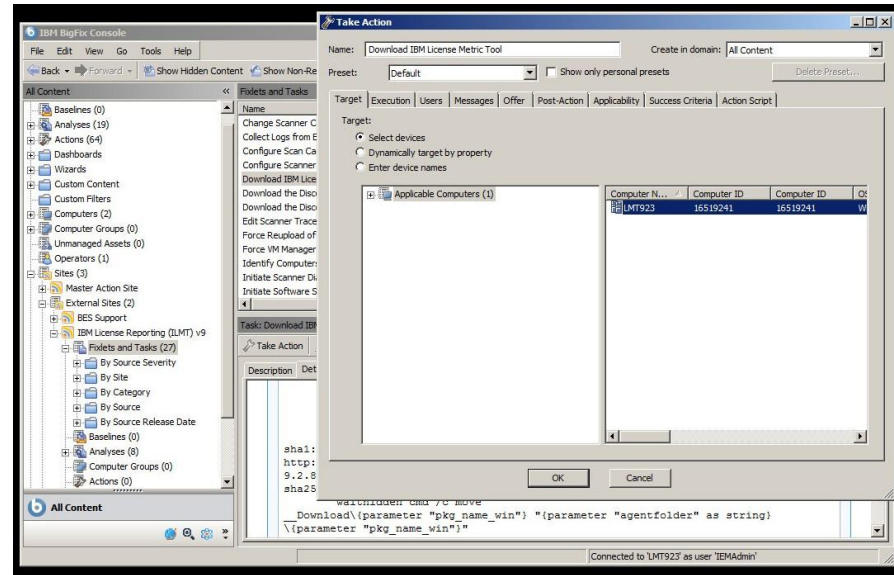 IBM BigFix Console
File Edit View Go Tools Help
Back Forward Show Hidden Content Show Non-Re
All Content
Baselines (0)
Analyses (19)
Actions (64)
Dashboards
Wizards
Custom Content
Custom Filters
Computers (2)
Computer Groups (0)
Unmanaged Assets (0)
Operators (1)
Sites (3)
Master Action Site
External Sites (2)
BES Support
IBM License Reporting (ILMT) v9
Fixlets and Tasks (27)
By Source Severity
By Site
By Category
By Source
By Source Release Date
Baselines (0)
Analyses (8)
Computer Groups (0)
Actions (0)
All Content
Fixlets and Tasks
Name
Change Scanner C
Collect Logs from E
Configure Scan Ca
Configure Scanner
Download IBM Lice
Download the Disc
Download the Disc
Edit Scanner Trace
Force Reupload of
Force VM Manager
Identify Computer
Initiate Scanner Di
Initiate Software S
Task: Download IBM
Take Action
Description Det
sha1:
http:
9.2.8
sha25
waithidden cmd /c move
__Download\{parameter "pkg_name_win"} "{parameter "agentfolder" as string}
\{parameter "pkg_name_win"}"
Connected to 'LMT923' as user 'IEMAdmin'
Take Action
Name: Download IBM License Metric Tool Create in domain: All Content
Preset: Default Show only personal presets Delete Preset...
Target Execution Users Messages Offer Post-Action Applicability Success Criteria Action Script
Target:
Select devices
Dynamically target by property
Enter device names
Applicable Computers (1)
Computer N... Computer ID Computer ID OS
LMT923 16519241 16519241 W
OK Cancel